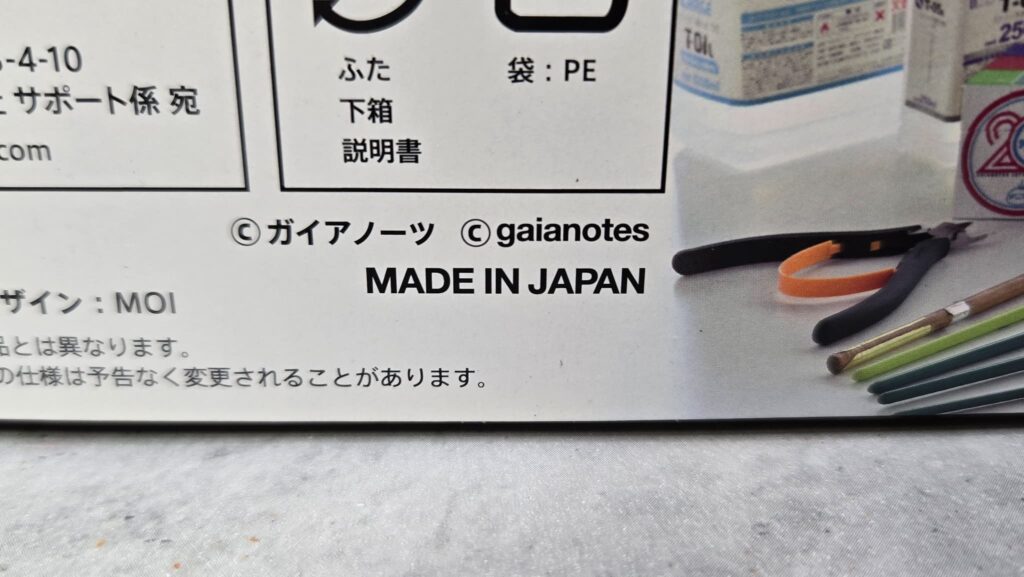 -4-10
サポート係 宛
.com
ふた
下箱
説明書
袋：PE
©ガイアノーツ ©gaianotes
MADE IN JAPAN
ザイン：MOI
品とは異なります。
の仕様は予告なく変更されることがあります。
T-
25
20